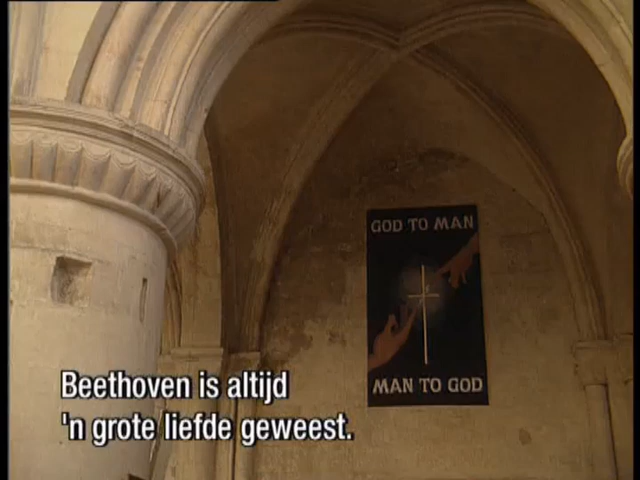 GOD TO MAN
MAN TO GOD
Beethoven is altijd
'n grote liefde geweest.